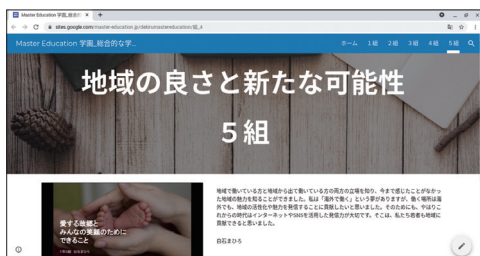 Master Education 学園_総合的な
sites.google.com/master-education.jp/dekirumastereducation/組_4
Master Education 学園_総合的な学...
ホーム 1組 2組 3組 4組 5組
地域の良さと新たな可能性
5組
愛する故郷と
みんなの笑顔のために
できること
地域で働いている方と地域から出て働いている方の両方の立場を知り、今まで感じたことがなかっ
た地域の魅力を知ることができました。私は「海外で働く」という夢がありますが、働く場所は海
外でも、地域の活性化や魅力を発信することに貢献したいと思いました。そのためにも、やはりこ
れからの時代はインターネットやSNSを活用した発信力が大切です。そこは、私たち若者も地域に
貢献できると思いました。
白石まひろ